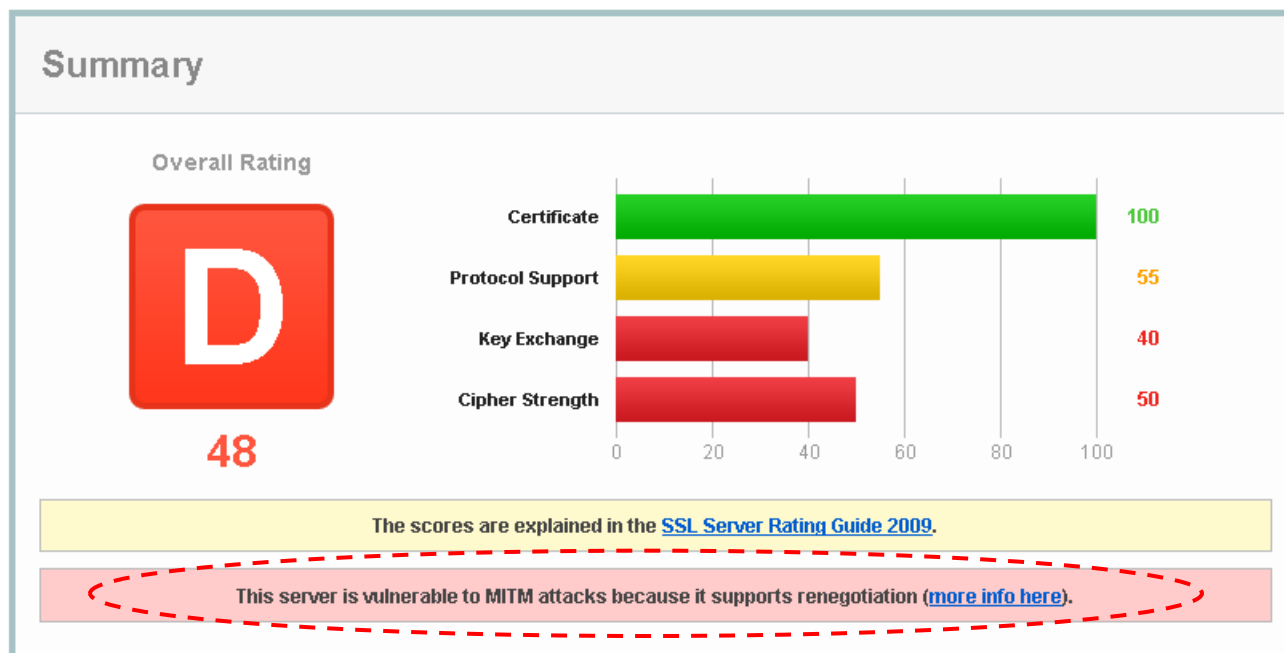 Summary
Overall Rating
D
48
Certificate 100
Protocol Support 55
Key Exchange 40
Cipher Strength 50
0 20 40 60 80 100
The scores are explained in the SSL Server Rating Guide 2009.
This server is vulnerable to MITM attacks because it supports renegotiation (more info here).